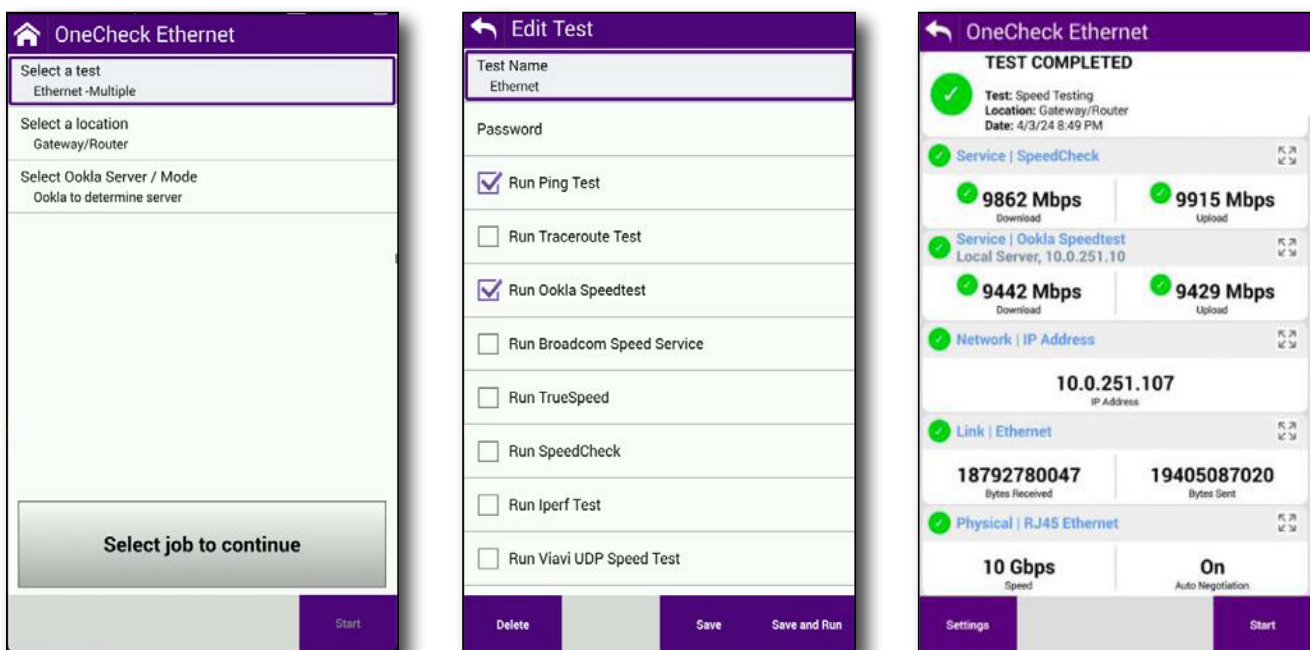 OneCheck Ethernet
Select a test
Ethernet -Multiple
Select a location
Gateway/Router
Select Ookla Server / Mode
Ookla to determine server
Select job to continue
Start
Edit Test
Test Name
Ethernet
Password
Run Ping Test
Run Traceroute Test
Run Ookla Speedtest
Run Broadcom Speed Service
Run TrueSpeed
Run SpeedCheck
Run Iperf Test
Run Viavi UDP Speed Test
Delete Save Save and Run
OneCheck Ethernet
TEST COMPLETED
Test: Speed Testing
Location: Gateway/Router
Date: 4/3/24 8:49 PM
Service | SpeedCheck
9862 Mbps 9915 Mbps
Download Upload
Service | Ookla Speedtest
Local Server, 10.0.251.10
9442 Mbps 9429 Mbps
Download Upload
Network | IP Address
10.0.251.107
IP Address
Link | Ethernet
18792780047 19405087020
Bytes Received Bytes Sent
Physical | RJ45 Ethernet
10 Gbps On
Speed Auto Negotiation
Settings Start